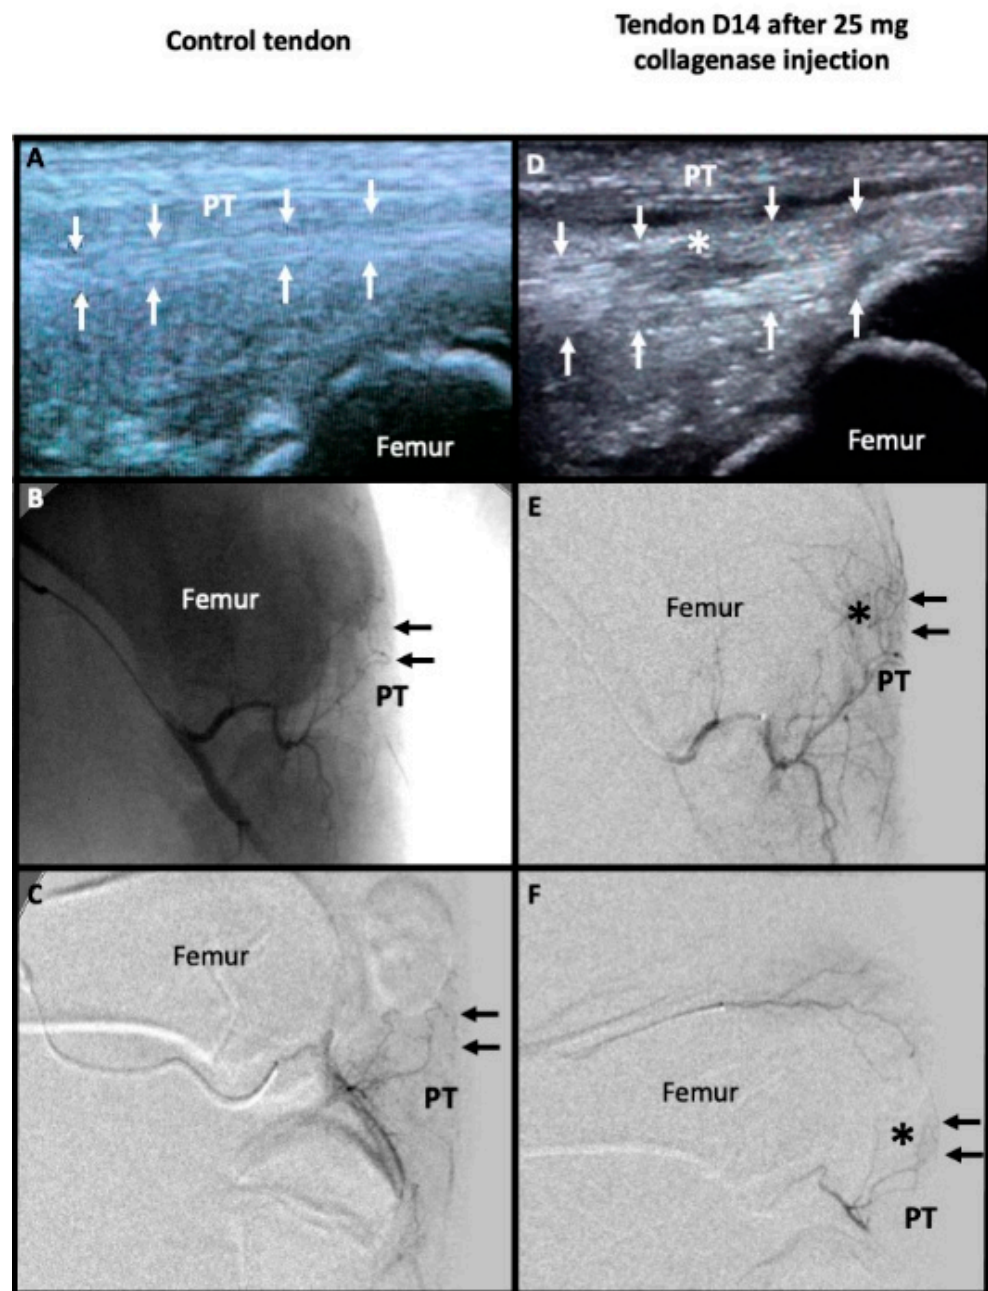 Control tendon
Tendon D14 after 25 mg
collagenase injection
A
PT
Femur
D
PT
*
Femur
B
Femur
PT
E
Femur
*
PT
C
Femur
PT
F
Femur
*
PT